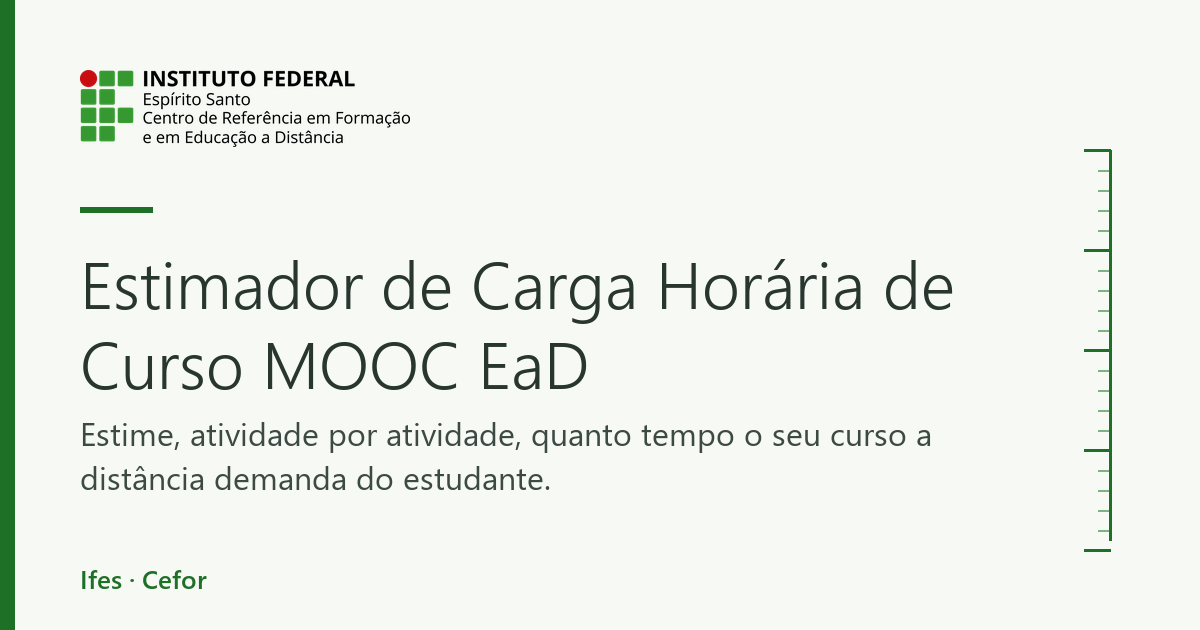 INSTITUTO FEDERAL
Espírito Santo
Centro de Referência em Formação
e em Educação a Distância
Estimador de Carga Horária de
Curso MOOC EaD
Estime, atividade por atividade, quanto tempo o seu curso a
distância demanda do estudante.
Ifes · Cefor